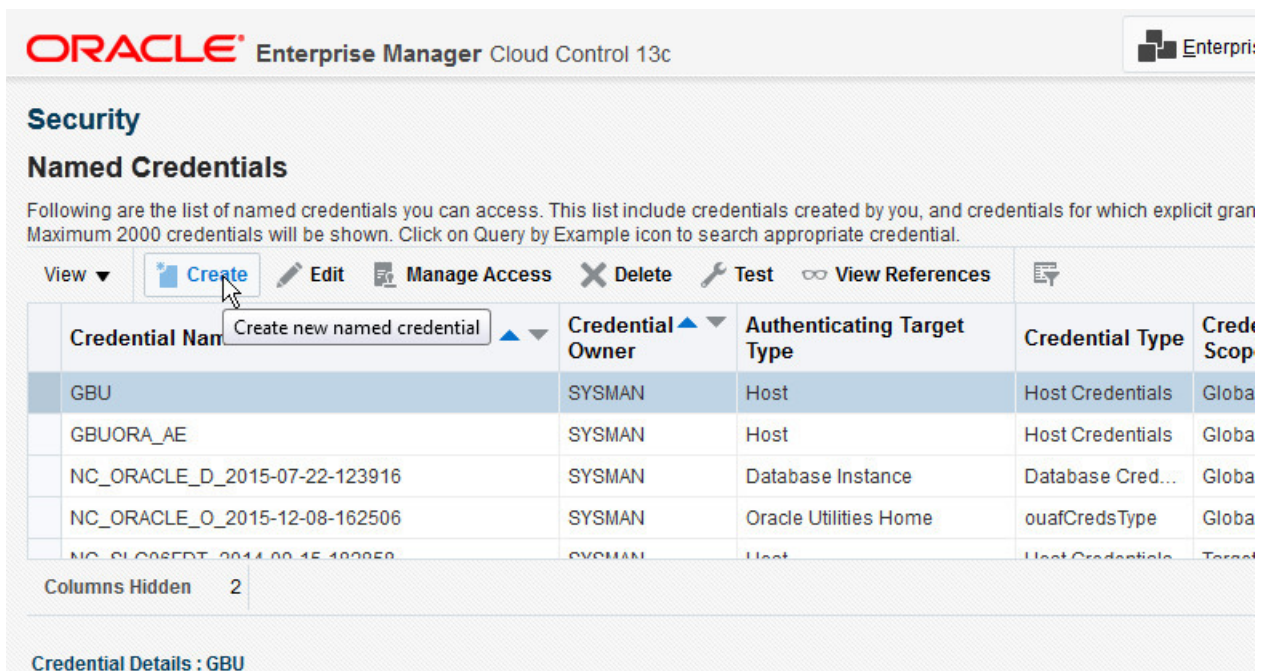 ORACLE Enterprise Manager Cloud Control 13c
Security
Named Credentials
Following are the list of named credentials you can access. This list include credentials created by you, and credentials for which explicit gran
Maximum 2000 credentials will be shown. Click on Query by Example icon to search appropriate credential.
View Create Edit Manage Access Delete Test View References
Create new named credential
Credential Nam Credential Owner Authenticating Target Type Credential Type
GBU SYSMAN Host Host Credentials Globa
GBUORA_AE SYSMAN Host Host Credentials Globa
NC_ORACLE_D_2015-07-22-123916 SYSMAN Database Instance Database Cred... Globa
NC_ORACLE_O_2015-12-08-162506 SYSMAN Oracle Utilities Home ouafCredsType Globa
Columns Hidden 2
Credential Details : GBU